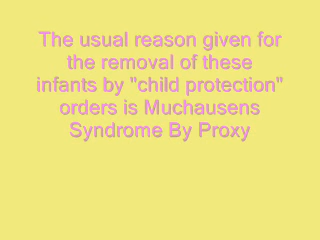 The usual reason given for
the removal of these
infants by "child protection"
orders is Muchausens
Syndrome By Proxy